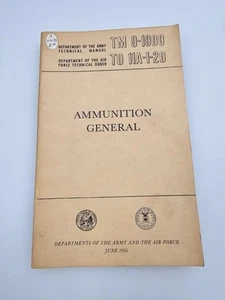 DEPARTMENT OF THE ARMY
TECHNICAL MANUAL
TM 9-1900
DEPARTMENT OF THE AIR
FORCE TECHNICAL ORDER
TO 11A-1-20
AMMUNITION
GENERAL
DEPARTMENTS OF THE ARMY AND THE AIR FORCE
JUNE 1956